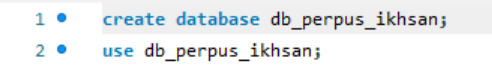 1 create database db_perpus_ikhsan;
2 use db_perpus_ikhsan;